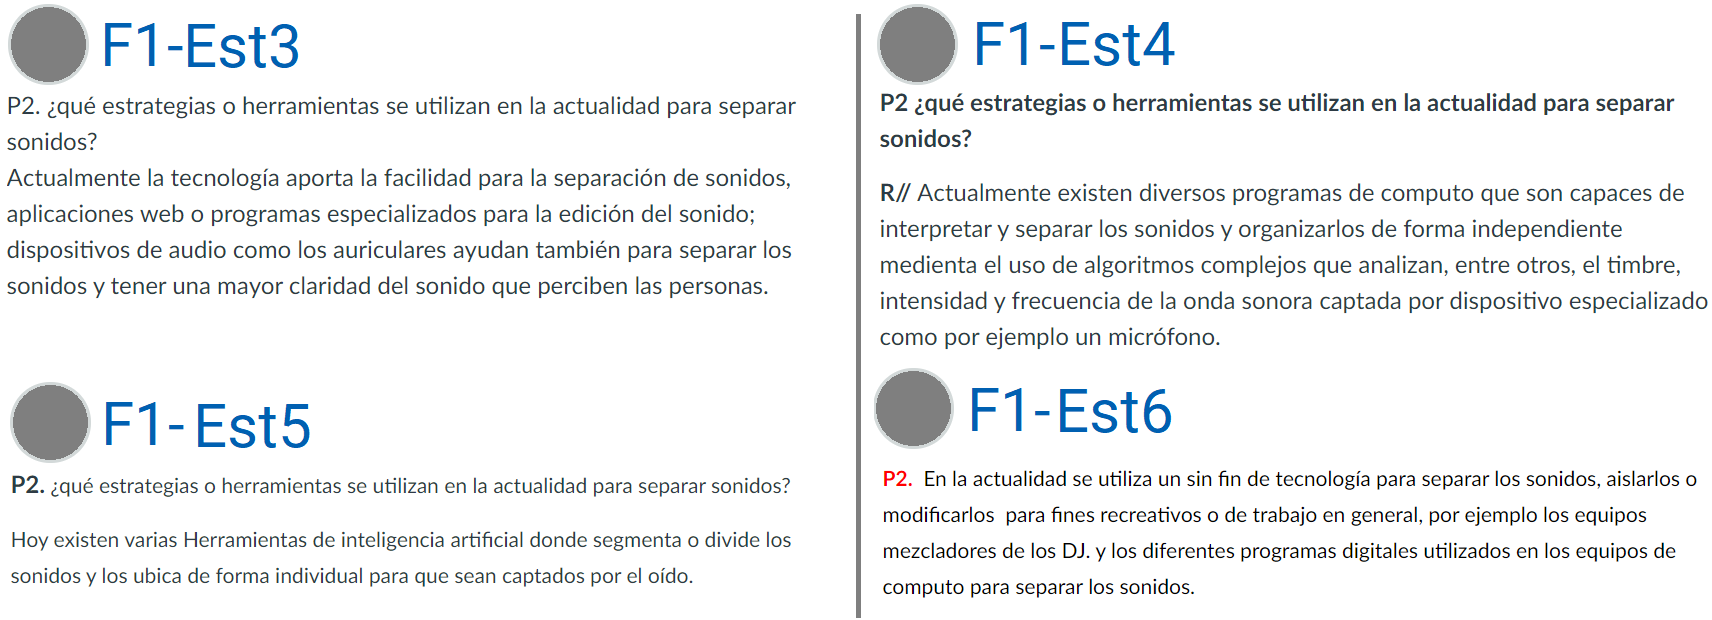 F1-Est3
P2. ¿qué estrategias o herramientas se utilizan en la actualidad para separar
sonidos?
Actualmente la tecnología aporta la facilidad para la separación de sonidos,
aplicaciones web o programas especializados para la edición del sonido;
dispositivos de audio como los auriculares ayudan también para separar los
sonidos y tener una mayor claridad del sonido que perciben las personas.
F1-Est4
P2 ¿qué estrategias o herramientas se utilizan en la actualidad para separar
sonidos?
R// Actualmente existen diversos programas de computo que son capaces de
interpretar y separar los sonidos y organizarlos de forma independiente
medienta el uso de algoritmos complejos que analizan, entre otros, el timbre,
intensidad y frecuencia de la onda sonora captada por dispositivo especializado
como por ejemplo un micrófono.
F1- Est5
P2. ¿qué estrategias o herramientas se utilizan en la actualidad para separar sonidos?
Hoy existen varias Herramientas de inteligencia artificial donde segmenta o divide los
sonidos y los ubica de forma individual para que sean captados por el oído.
F1-Est6
P2. En la actualidad se utiliza un sin fin de tecnología para separar los sonidos, aislarlos o
modificarlos para fines recreativos o de trabajo en general, por ejemplo los equipos
mezcladores de los DJ. y los diferentes programas digitales utilizados en los equipos de
computo para separar los sonidos.